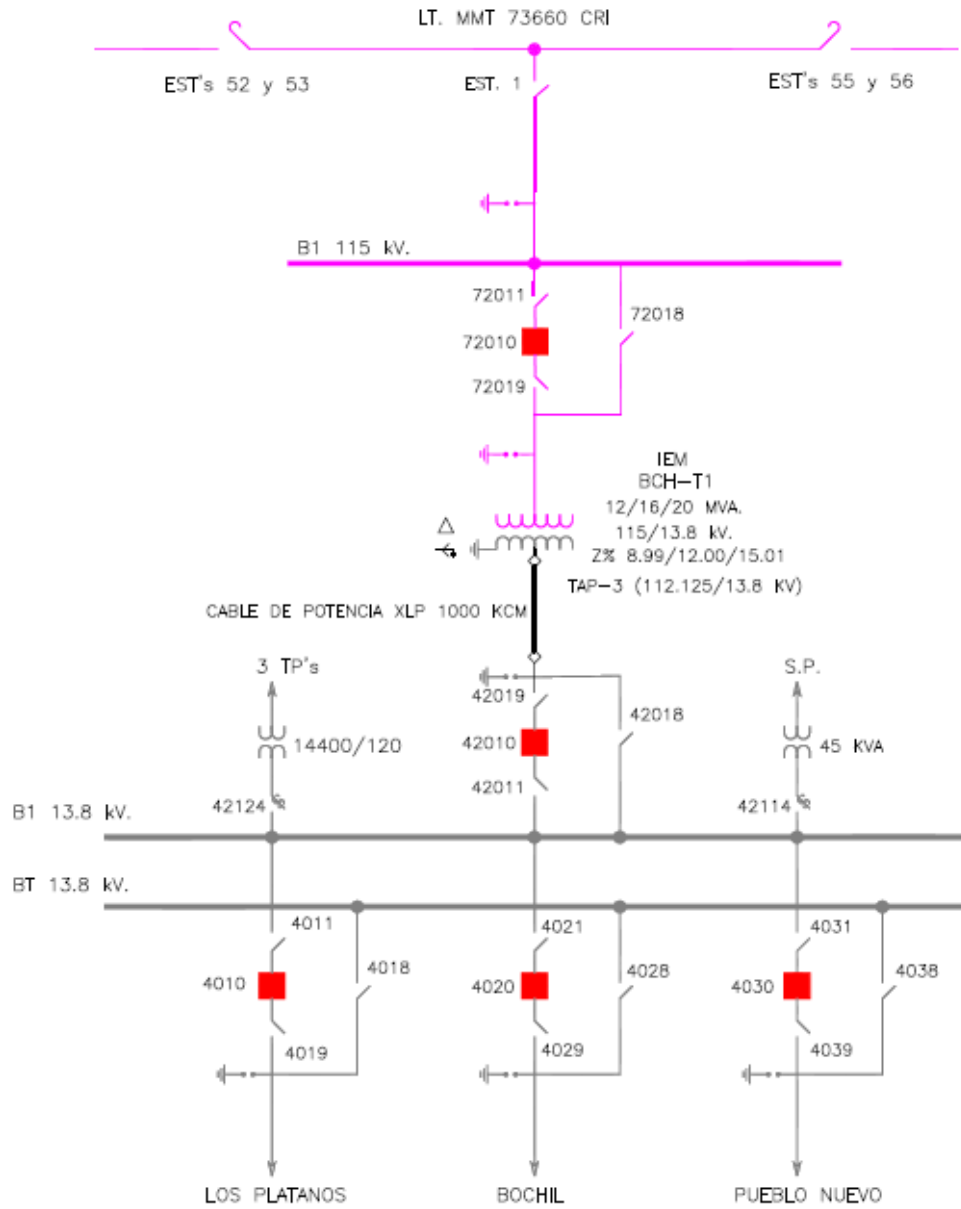 LT. MMT 73660 CRI
EST's 52 y 53
EST. 1
EST's 55 y 56
B1 115 kV.
72011
72018
72010
72019
IEM
BCH-T1
12/16/20 MVA.
115/13.8 kV.
Z% 8.99/12.00/15.01
TAP-3 (112.125/13.8 KV)
CABLE DE POTENCIA XLP 1000 KCM
3 TP's
S.P.
42019
42018
14400/120
42010
45 KVA
42011
42124
42114
B1 13.8 kV.
BT 13.8 kV.
4011
4021
4031
4018
4028
4038
4010
4020
4030
4019
4029
4039
LOS PLATANOS
BOCHIL
PUEBLO NUEVO